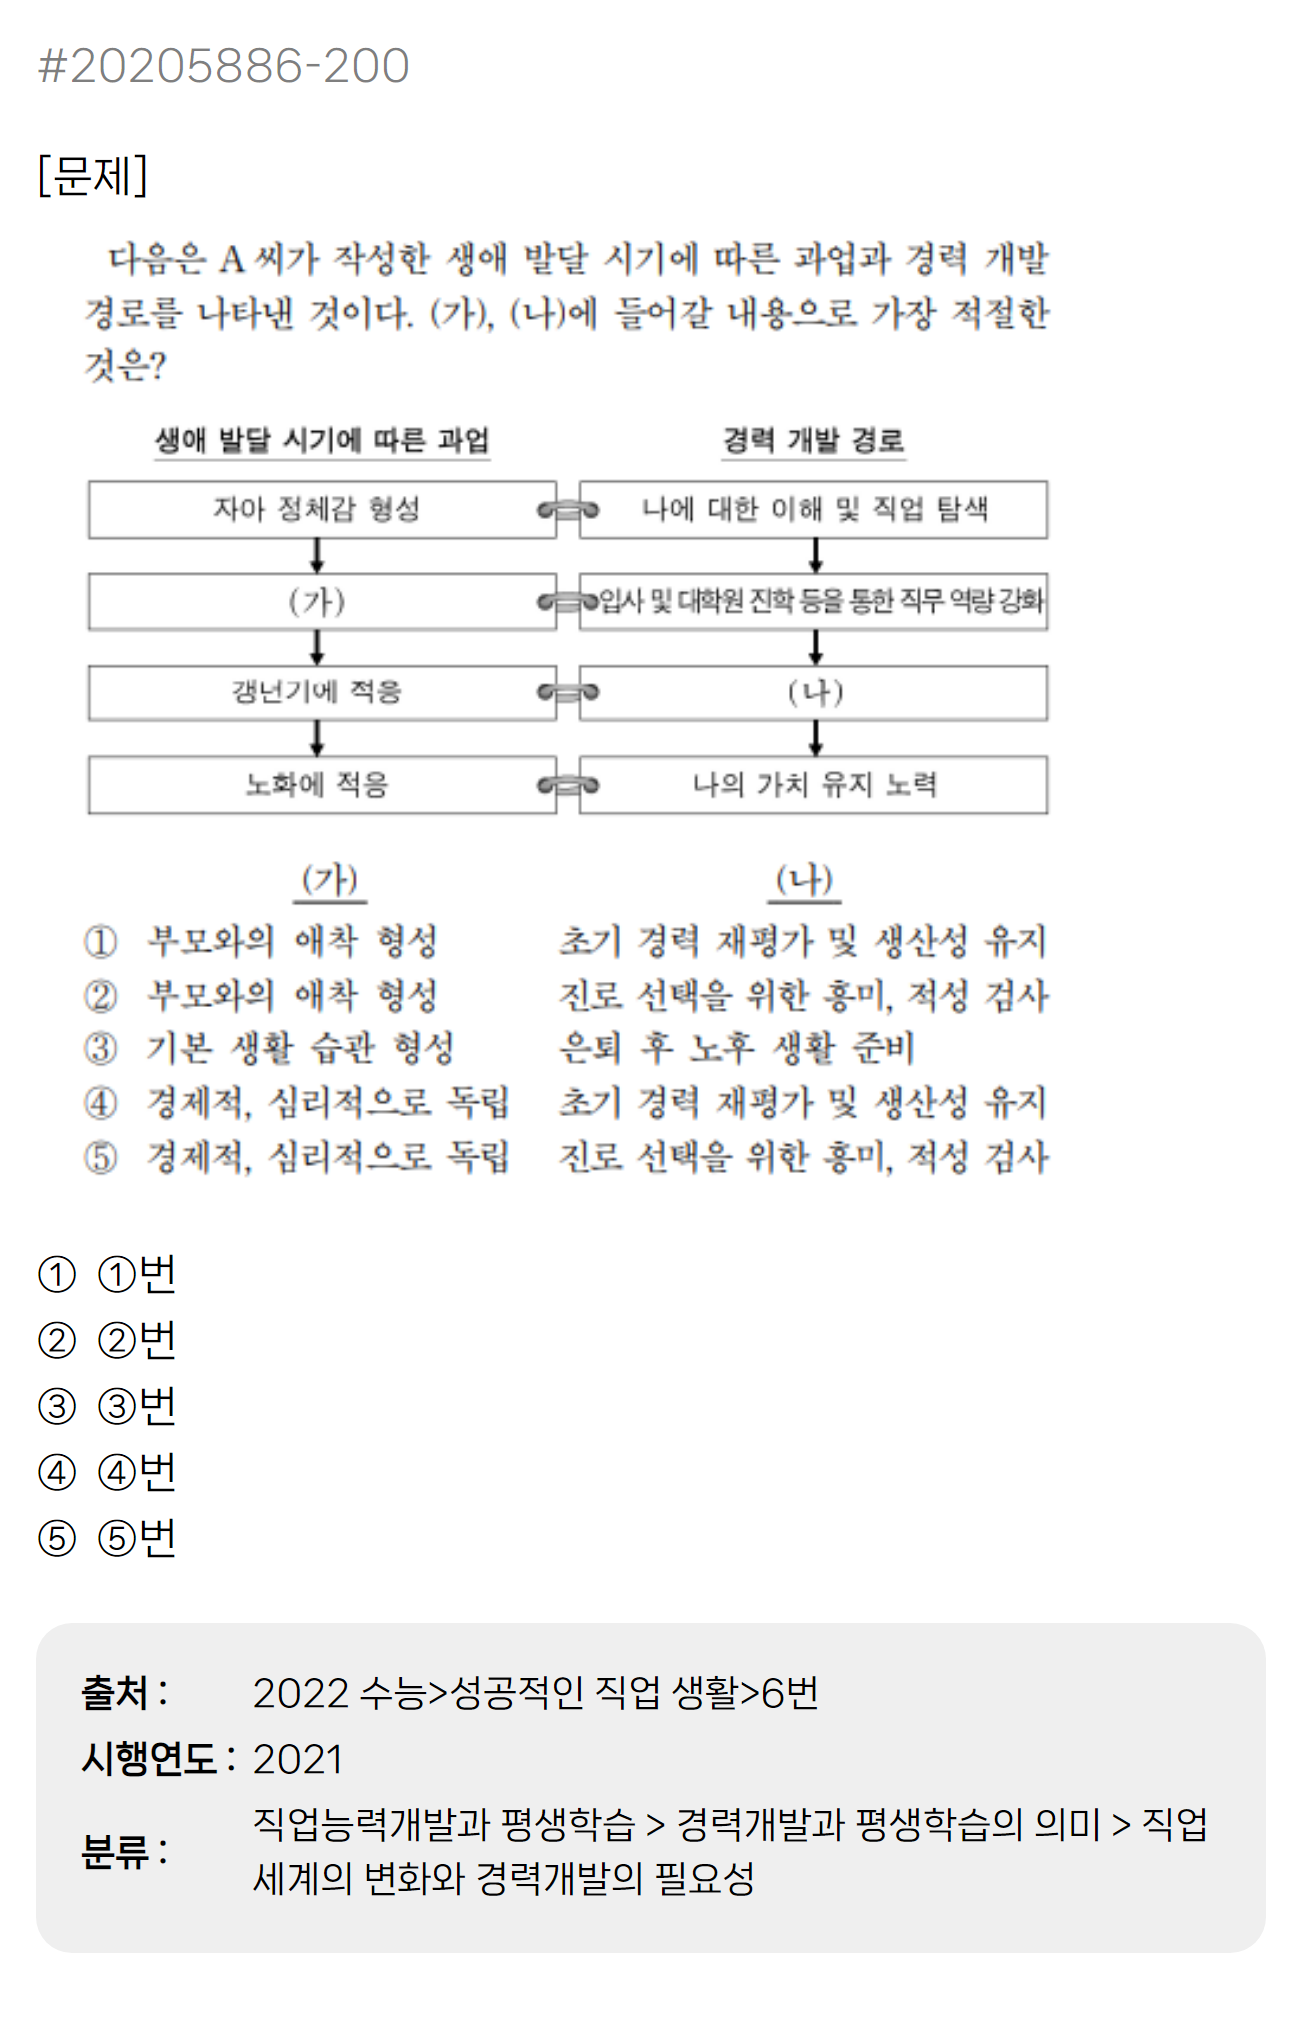 #20205886-200
[문제]
다음은 A 씨가 작성한 생애 발달 시기에 따른 과업과 경력 개발
경로를 나타낸 것이다. (가), (나)에 들어갈 내용으로 가장 적절한
것은?
생애 발달 시기에 따른 과업 경력 개발 경로
자아 정체감 형성 나에 대한 이해 및 직업 탐색
(가) 입사 및 대학원 진학 등을 통한 직무 역량 강화
갱년기에 적응 (나)
노화에 적응 나의 가치 유지 노력
(가) (나)
① 부모와의 애착 형성 초기 경력 재평가 및 생산성 유지
② 부모와의 애착 형성 진로 선택을 위한 흥미, 적성 검사
③ 기본 생활 습관 형성 은퇴 후 노후 생활 준비
④ 경제적, 심리적으로 독립 초기 경력 재평가 및 생산성 유지
⑤ 경제적, 심리적으로 독립 진로 선택을 위한 흥미, 적성 검사
① ①번
② ②번
③ ③번
④ ④번
⑤ ⑤번
출처 : 2022 수능>성공적인 직업 생활>6번
시행연도 : 2021
분류 : 직업능력개발과 평생학습 > 경력개발과 평생학습의 의미 > 직업
세계의 변화와 경력개발의 필요성